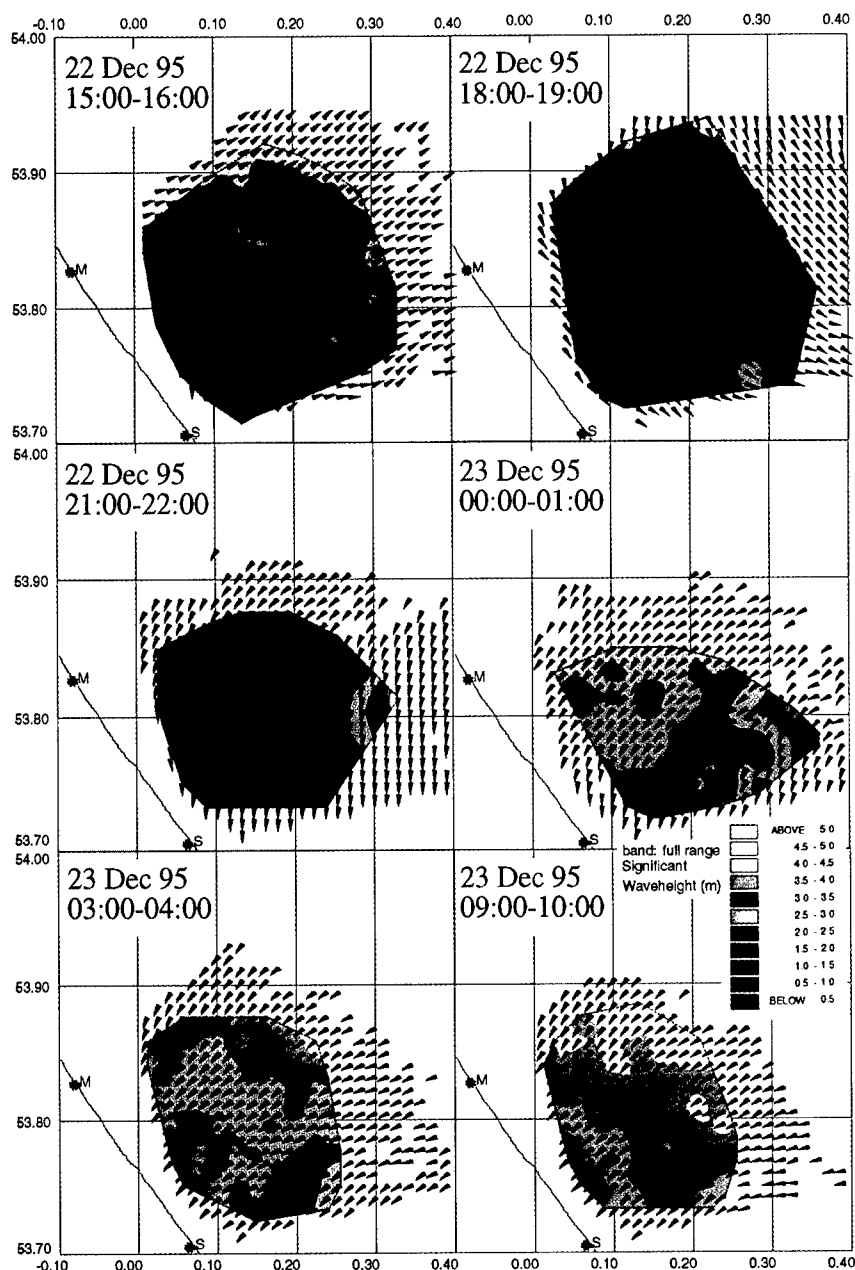 -0.10 0.00 0.10 0.20 0.30 0.40 0.00 0.10 0.20 0.30 0.40
54.00
22 Dec 95
15:00-16:00
22 Dec 95
18:00-19:00
53.90
M
M
53.80
S
S
53.70
54.00
22 Dec 95
21:00-22:00
23 Dec 95
00:00-01:00
53.90
M
M
53.80
S
S
53.70
54.00
23 Dec 95
03:00-04:00
23 Dec 95
09:00-10:00
band: full range
Significant
Waveheight (m)
ABOVE 5.0
4.5 - 5.0
4.0 - 4.5
3.5 - 4.0
3.0 - 3.5
2.5 - 3.0
2.0 - 2.5
1.5 - 2.0
1.0 - 1.5
0.5 - 1.0
BELOW 0.5
53.90
M
M
53.80
S
S
53.70
-0.10 0.00 0.10 0.20 0.30 0.40 0.00 0.10 0.20 0.30 0.40